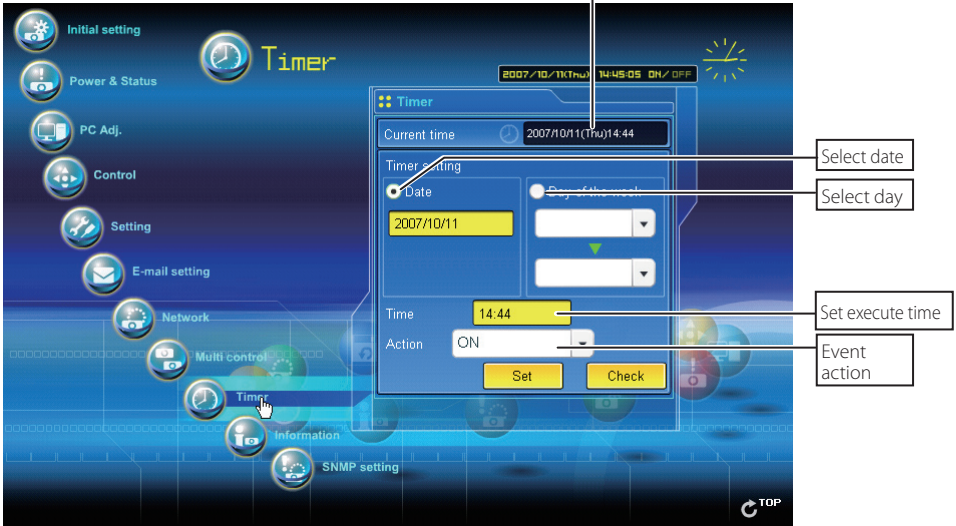 Initial setting
Power & Status
PC Adj.
Control
Setting
E-mail setting
Network
Multi control
Timer
Information
SNMP setting
Timer
2007/10/11(Thu) 14:45:05 ON/OFF
Timer
Current time
2007/10/11(Thu)14:44
Timer setting
Date
Day of the week
2007/10/11
Time
14:44
Action
ON
Set
Check
TOP
Select date
Select day
Set execute time
Event
action